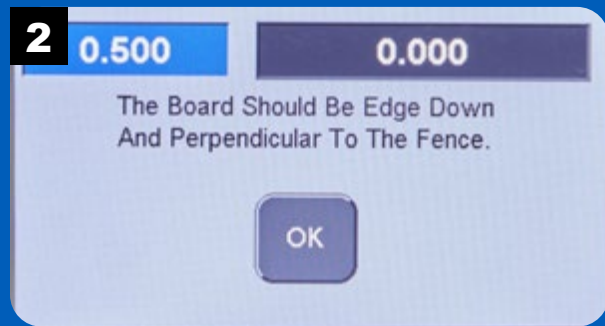 2
0.500 0.000
The Board Should Be Edge Down
And Perpendicular To The Fence.
OK